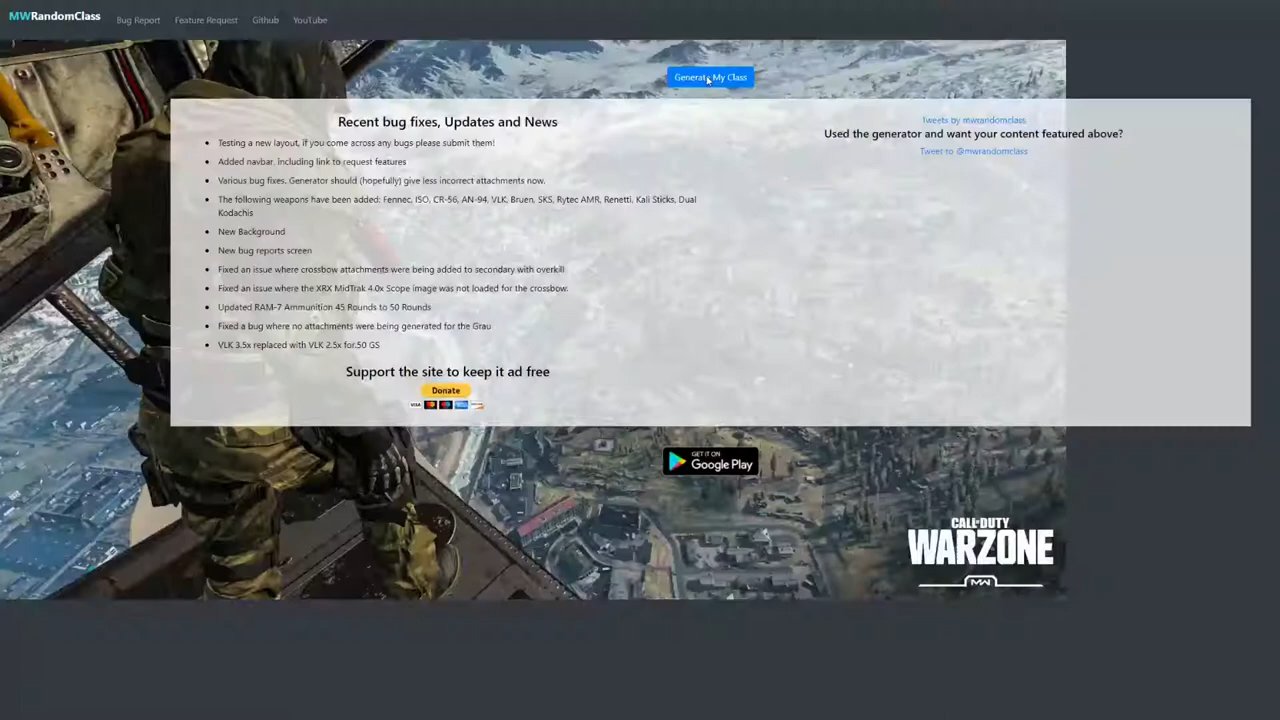 MWRandomClass Bug Report Feature Request Github YouTube
Generate My Class
Recent bug fixes, Updates and News
Testing a new layout, if you come across any bugs please submit them!
Added navbar, including link to request features
Various bug fixes. Generator should (hopefully) give less incorrect attachments now.
The following weapons have been added: Fennec, ISO, CR-56, AN-94, VLK, Bruen, SKS, Rytec AMR, Renetti, Kali Sticks, Dual
Kodachis
New Background
New bug reports screen
Fixed an issue where crossbow attachments were being added to secondary with overkill
Fixed an issue where the XRX MidTrak 4.0x Scope image was not loaded for the crossbow.
Updated RAM-7 Ammunition 45 Rounds to 50 Rounds
Fixed a bug where no attachments were being generated for the Grau
VLK 3.5x replaced with VLK 2.5x for.50 GS
Support the site to keep it ad free
Donate
VISA
Tweets by mwrandomclass
Used the generator and want your content featured above?
Tweet to @mwrandomclass
GET IT ON
Google Play
CALL OF DUTY
WARZONE
MW